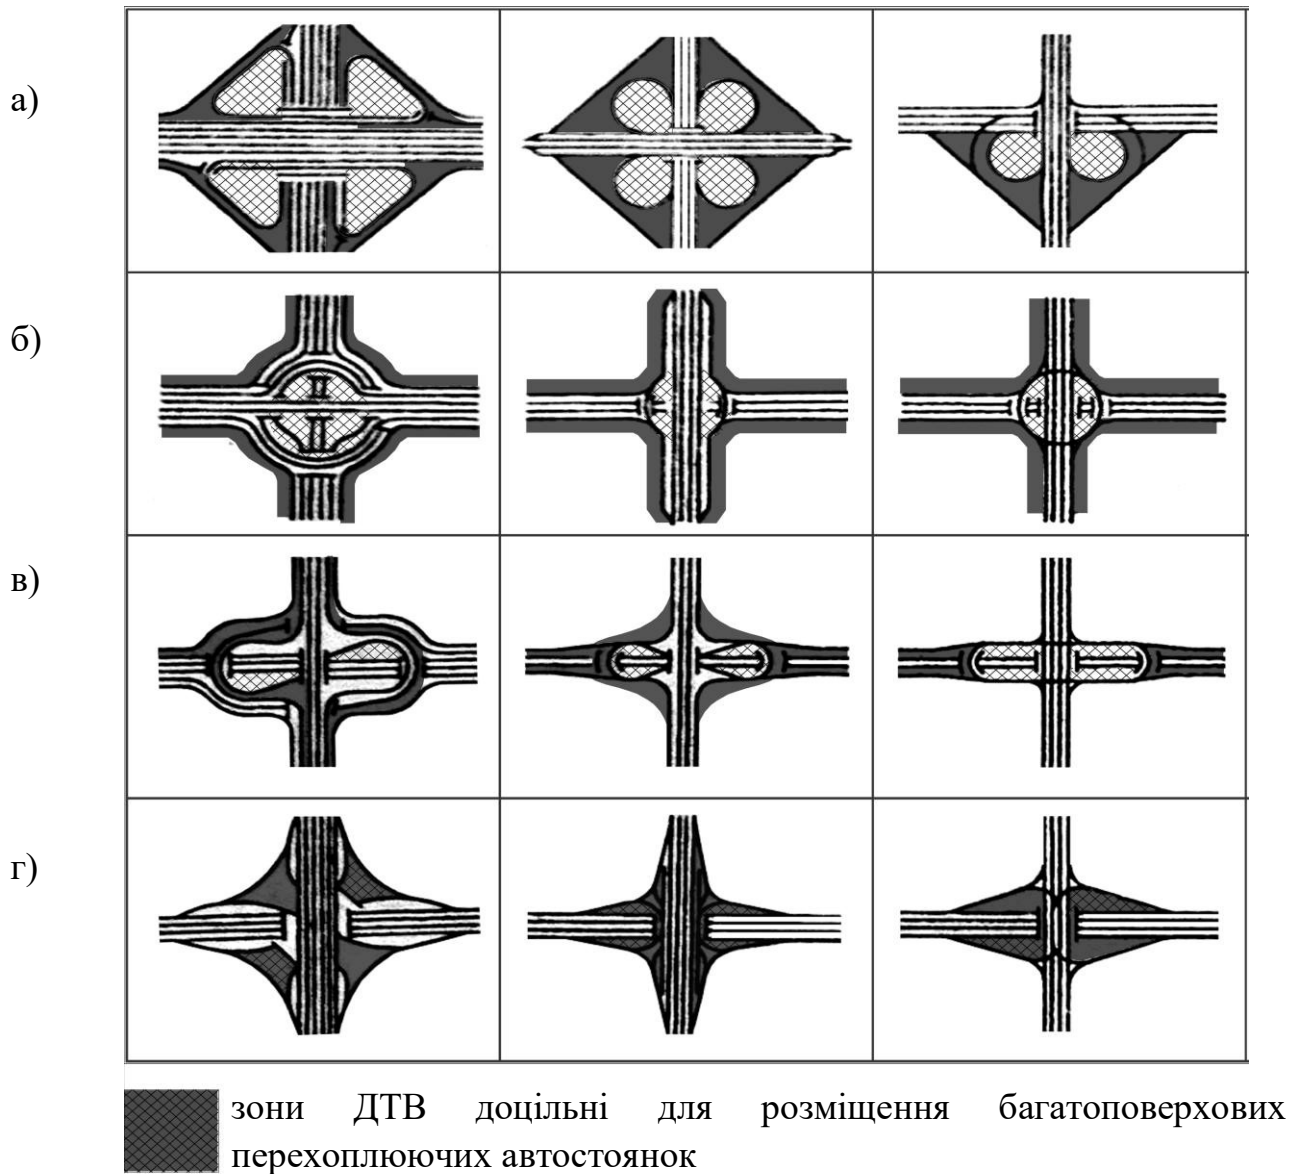 а)
б)
в)
г)
зони ДТВ доцільні для розміщення багатоповерхових
перехоплюючих автостоянок